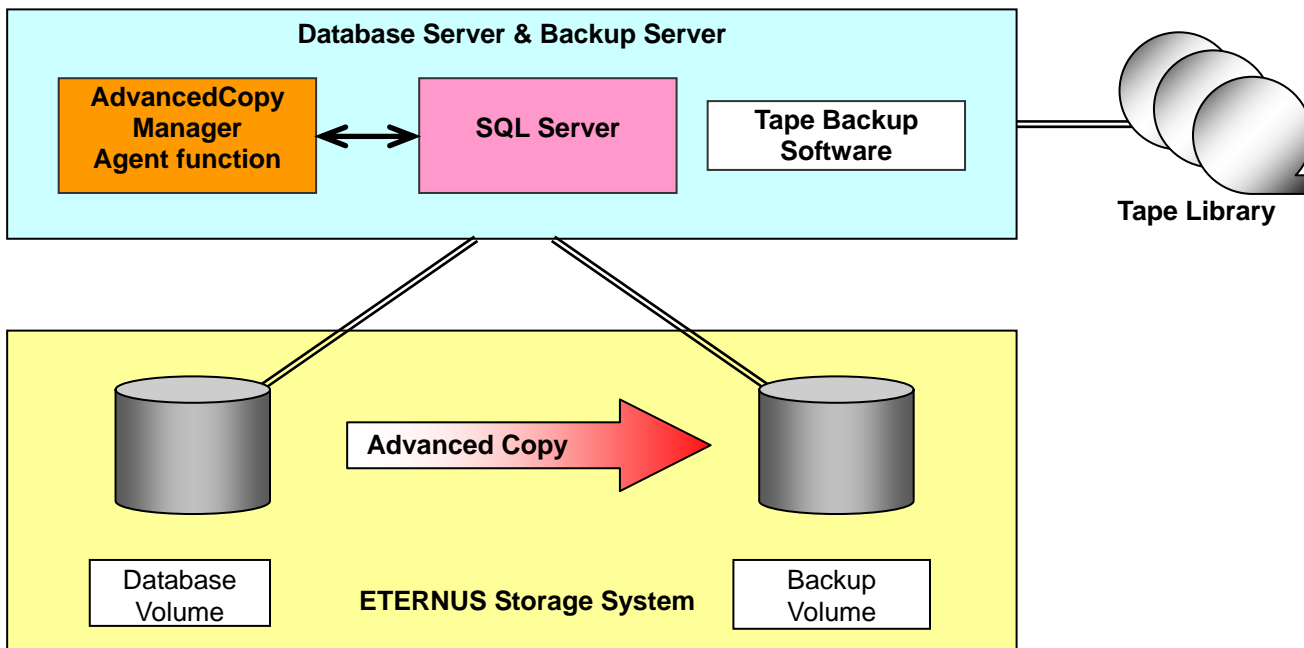 Database Server & Backup Server
AdvancedCopy
Manager
Agent function
SQL Server
Tape Backup
Software
Tape Library
Advanced Copy
Database
Volume
ETERNUS Storage System
Backup
Volume